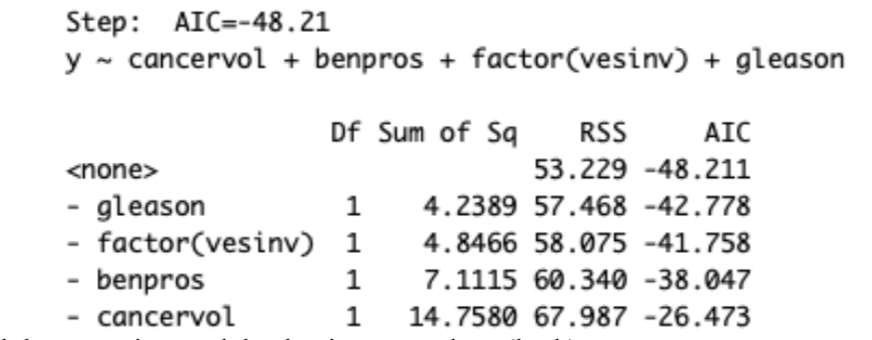 Step: AIC=-48.21
y ~ cancervol + benpros + factor(vesinv) + gleason
Df Sum of Sq RSS AIC
<none> 53.229 -48.211
- gleason 1 4.2389 57.468 -42.778
- factor(vesinv) 1 4.8466 58.075 -41.758
- benpros 1 7.1115 60.340 -38.047
- cancervol 1 14.7580 67.987 -26.473